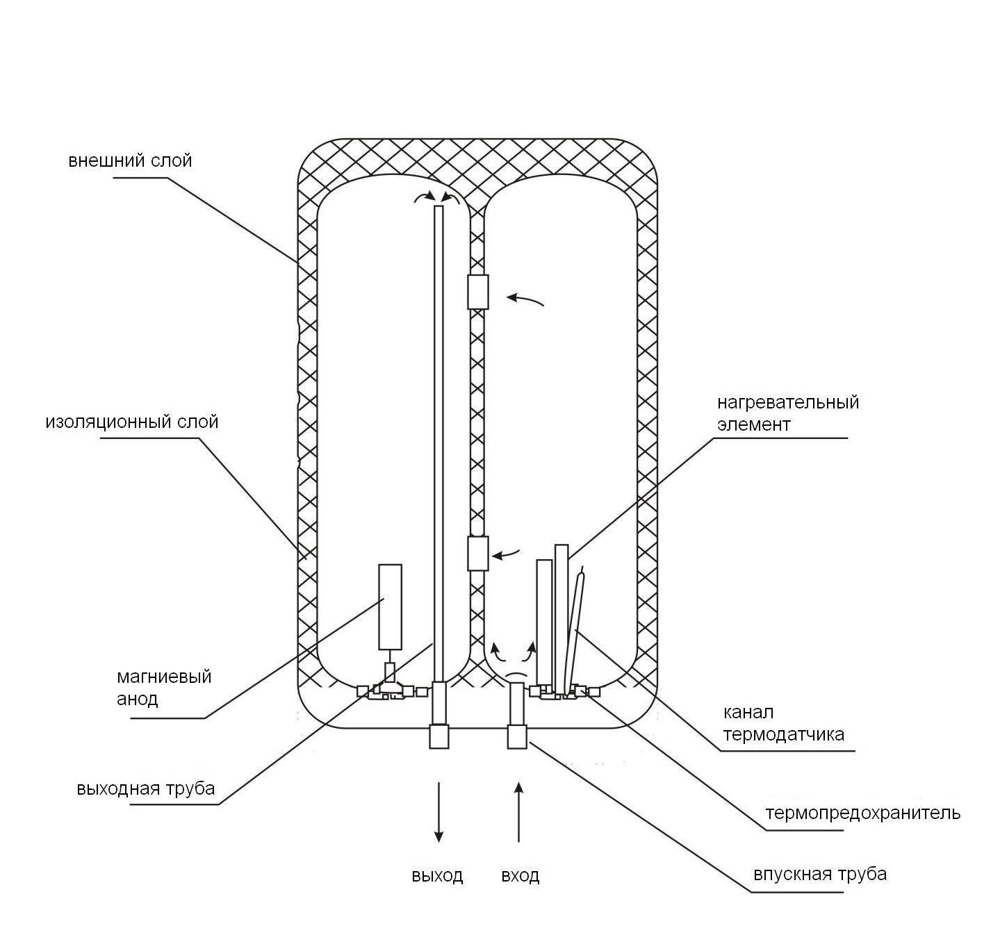 внешний слой
изоляционный слой
нагревательный
элемент
магниевый
анод
канал
термодатчика
выходная труба
термопредохранитель
выход
вход
впускная труба